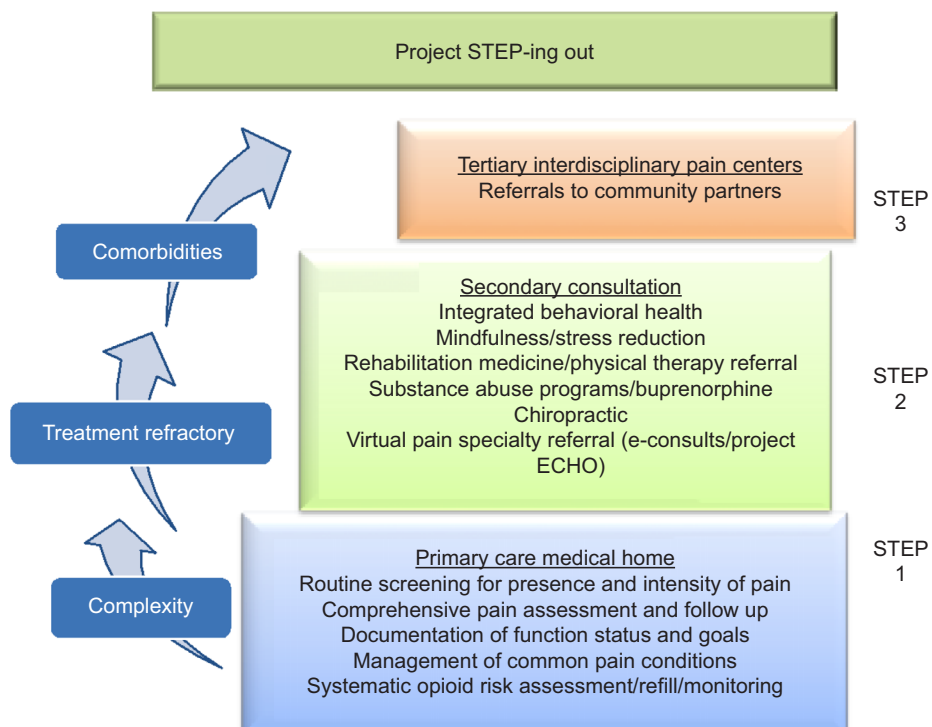 Project STEP-ing out
Tertiary interdisciplinary pain centers
Referrals to community partners
STEP
3
Comorbidities
Secondary consultation
Integrated behavioral health
Mindfulness/stress reduction
Rehabilitation medicine/physical therapy referral
Substance abuse programs/buprenorphine
Chiropractic
Virtual pain specialty referral (e-consults/project
ECHO)
STEP
2
Treatment refractory
Primary care medical home
Routine screening for presence and intensity of pain
Comprehensive pain assessment and follow up
Documentation of function status and goals
Management of common pain conditions
Systematic opioid risk assessment/refill/monitoring
STEP
1
Complexity